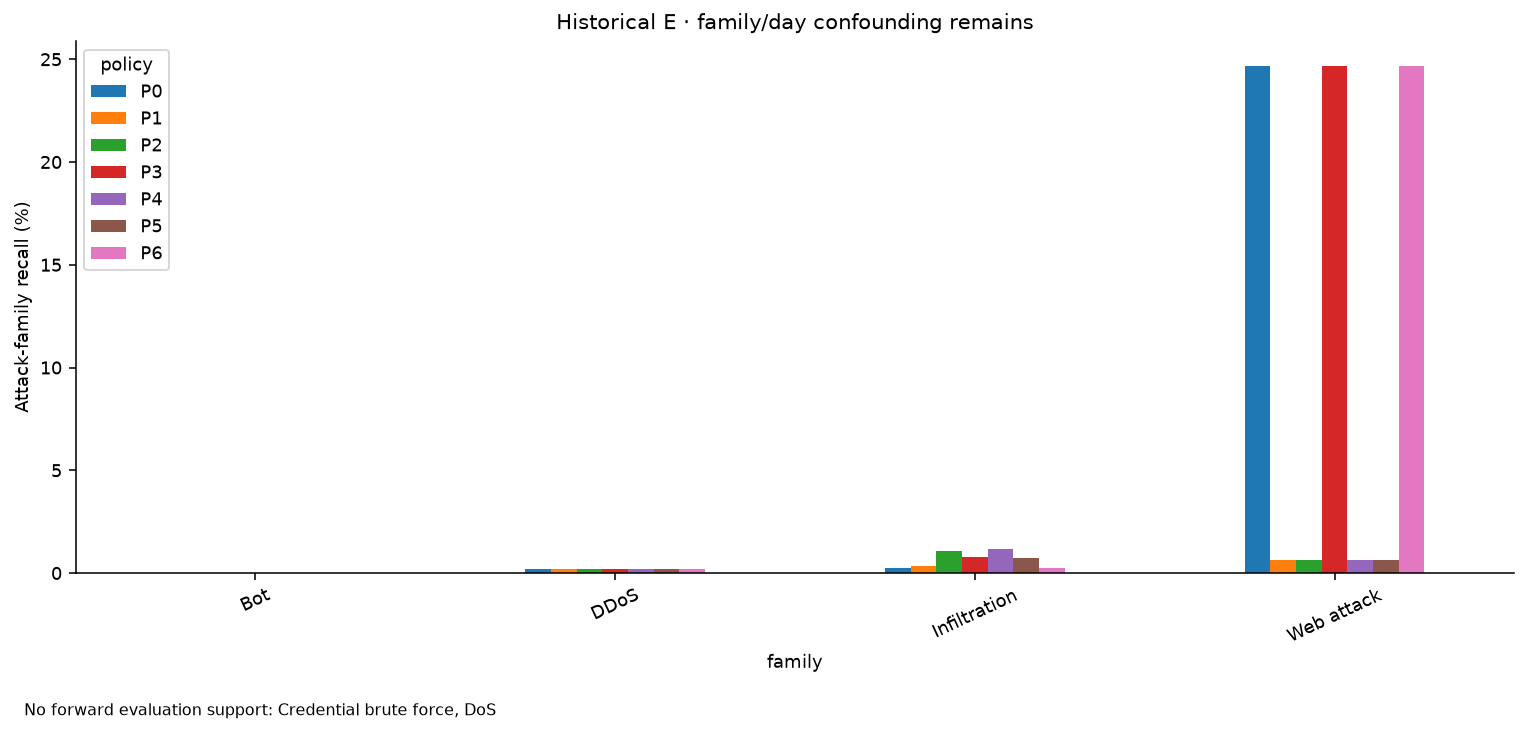 Historical E · family/day confounding remains
policy
P0
P1
P2
P3
P4
P5
P6
Attack-family recall (%)
25
20
15
10
5
0
Bot
DDoS
Infiltration
Web attack
family
No forward evaluation support: Credential brute force, DoS